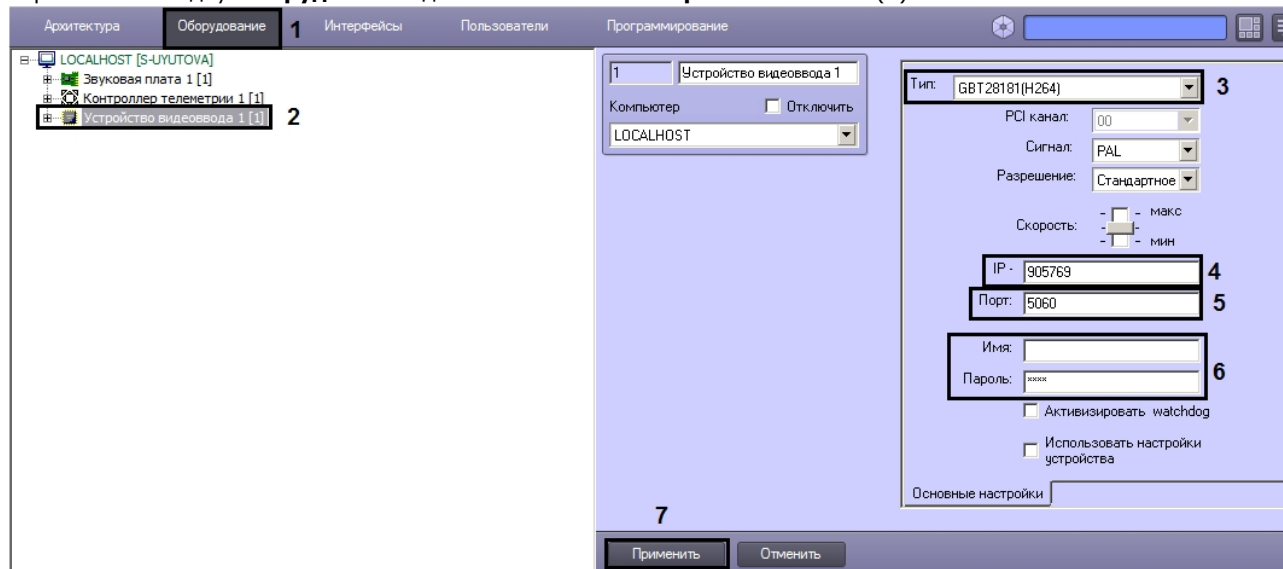 Архитектура Оборудование 1 Интерфейсы Пользователи Программирование
LOCALHOST [S-UYUTOVA]
Звуковая плата 1 [1]
Контроллер телеметрии 1 [1]
Устройство видеоввода 1 [1] 2
1 Устройство видеоввода 1
Компьютер Отключить
LOCALHOST
Тип: GBT28181(H264) 3
PCI канал: 00
Сигнал: PAL
Разрешение: Стандартное
макс
Скорость:
мин
IP - 905769 4
Порт: 5060 5
Имя:
Пароль: **** 6
Активизировать watchdog
Использовать настройки
устройства
Основные настройки
7
Применить Отменить